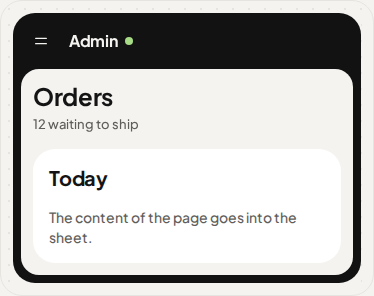 Admin
Orders
12 waiting to ship
Today
The content of the page goes into the
sheet.